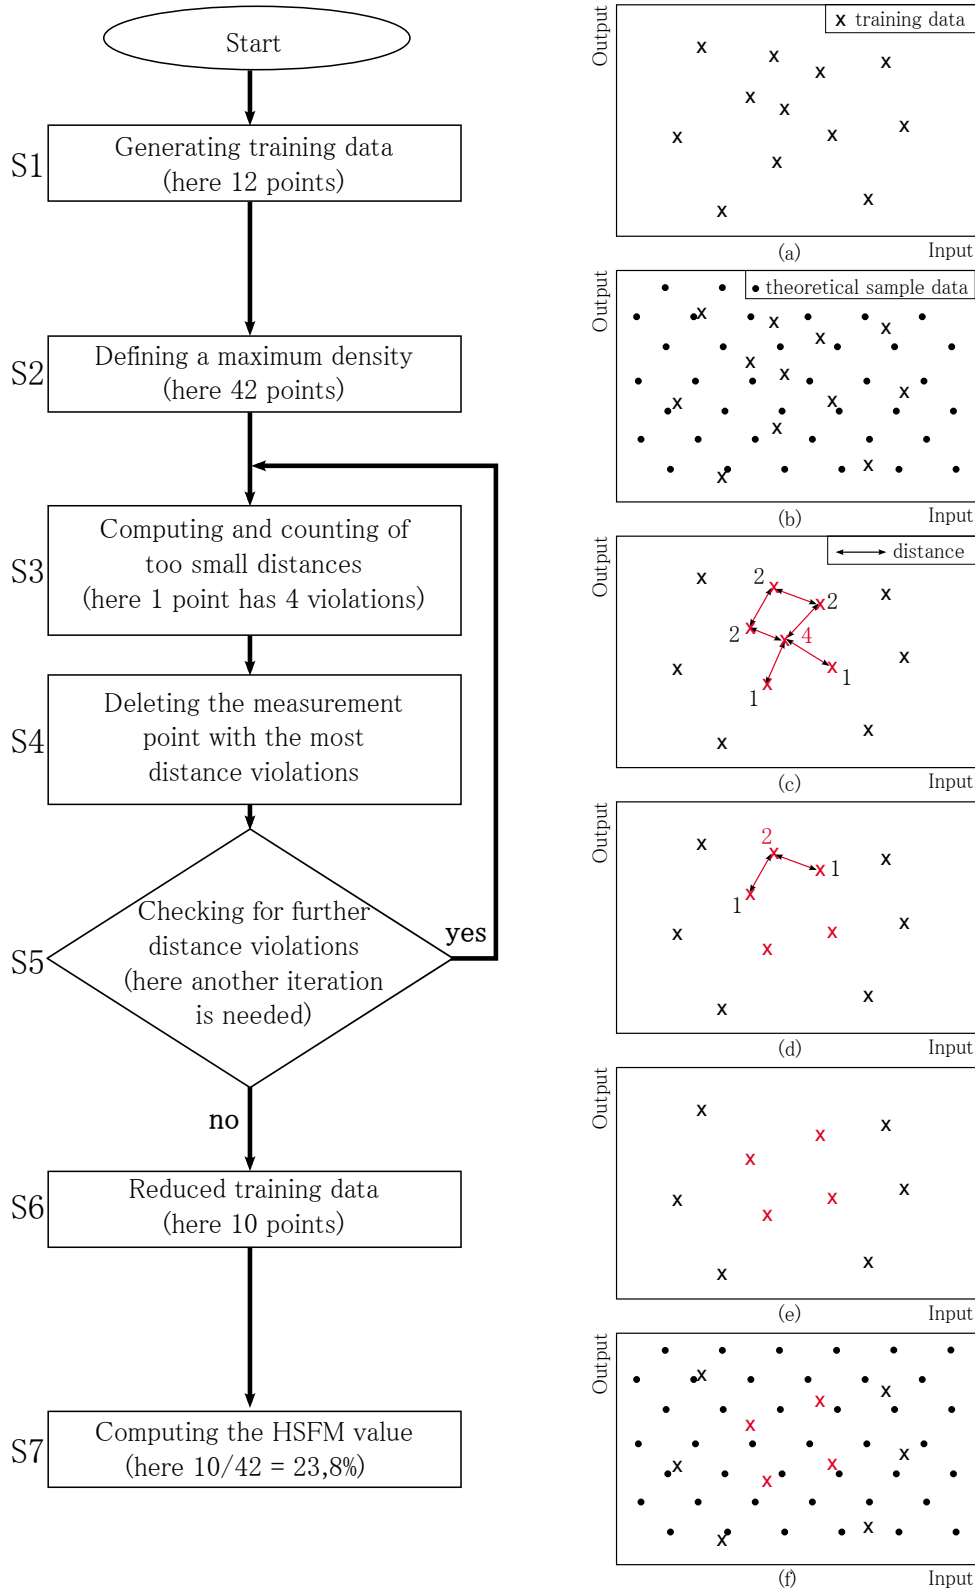 Start
S1
Generating training data
(here 12 points)
S2
Defining a maximum density
(here 42 points)
S3
Computing and counting of
too small distances
(here 1 point has 4 violations)
S4
Deleting the measurement
point with the most
distance violations
S5
Checking for further
distance violations
(here another iteration
is needed)
yes
no
S6
Reduced training data
(here 10 points)
S7
Computing the HSFM value
(here 10/42 = 23,8%)
Output
x training data
(a)
Input
Output
• theoretical sample data
(b)
Input
Output
distance
2
2
2
4
1
1
(c)
Input
Output
2
1
1
(d)
Input
Output
(e)
Input
Output
(f)
Input